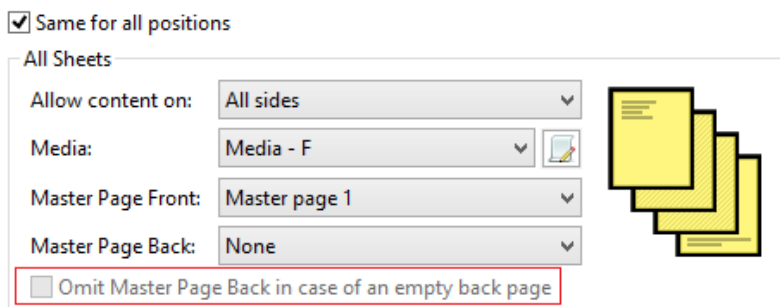 Same for all positions
All Sheets
Allow content on: All sides
Media: Media - F
Master Page Front: Master page 1
Master Page Back: None
Omit Master Page Back in case of an empty back page